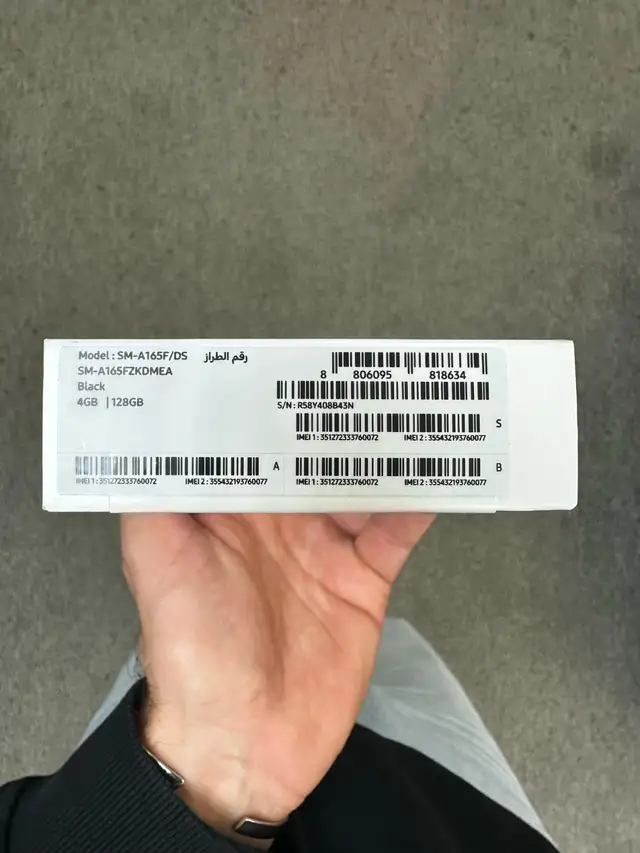 Model : SM-A165F/DS رقم الطراز
SM-A165FZKDMEA
Black
4GB | 128GB
8 806095 818634
S/N : R58Y408B43N
S
IMEI 1 : 351272333760072 IMEI 2 : 355432193760077
A
IMEI 1 : 351272333760072 IMEI 2 : 355432193760077
B
IMEI 1 : 351272333760072 IMEI 2 : 355432193760077